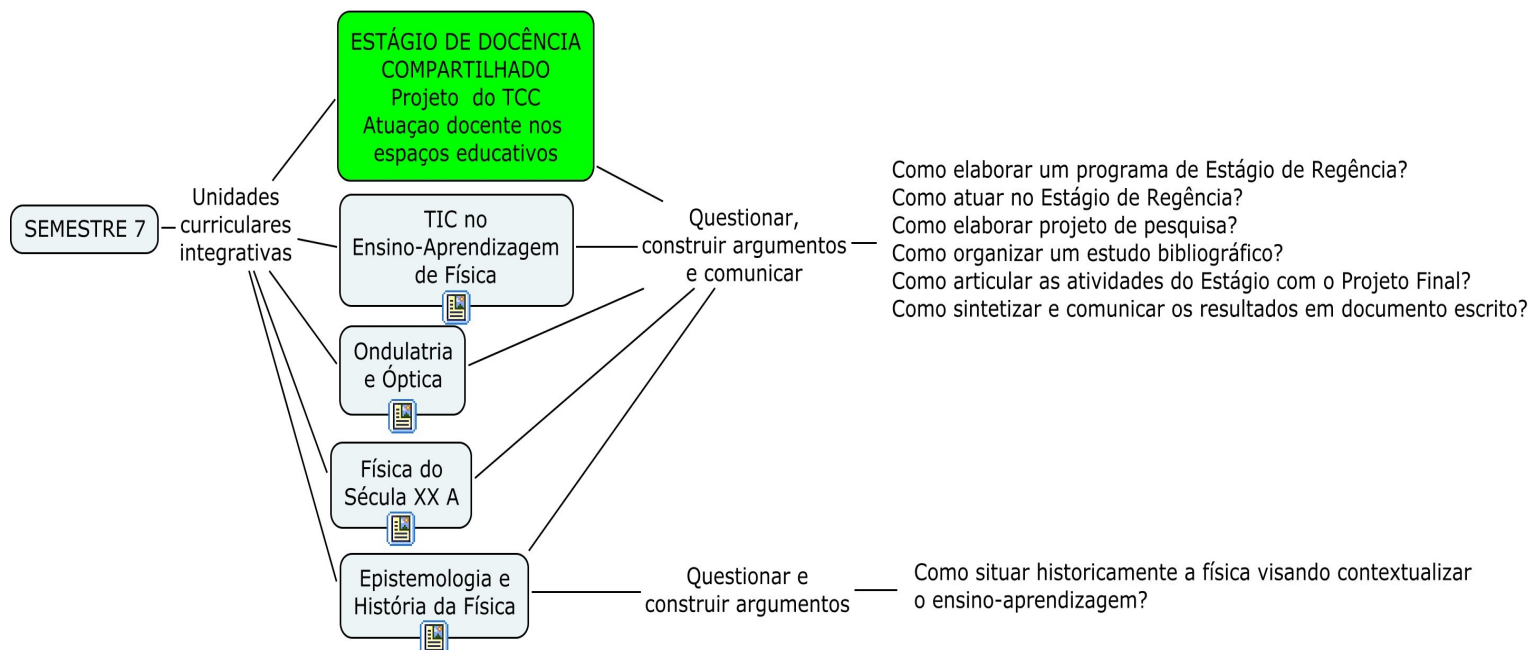 SEMESTRE 7
Unidades
curriculares
integrativas
ESTÁGIO DE DOCÊNCIA
COMPARTILHADO
Projeto do TCC
Atuaçao docente nos
espaços educativos
TIC no
Ensino-Aprendizagem
de Física
Ondulatria
e Óptica
Física do
Século XX A
Epistemologia e
História da Física
Questionar,
construir argumentos
e comunicar
Como elaborar um programa de Estágio de Regência?
Como atuar no Estágio de Regência?
Como elaborar projeto de pesquisa?
Como organizar um estudo bibliográfico?
Como articular as atividades do Estágio com o Projeto Final?
Como sintetizar e comunicar os resultados em documento escrito?
Questionar e
construir argumentos
Como situar historicamente a física visando contextualizar
o ensino-aprendizagem?